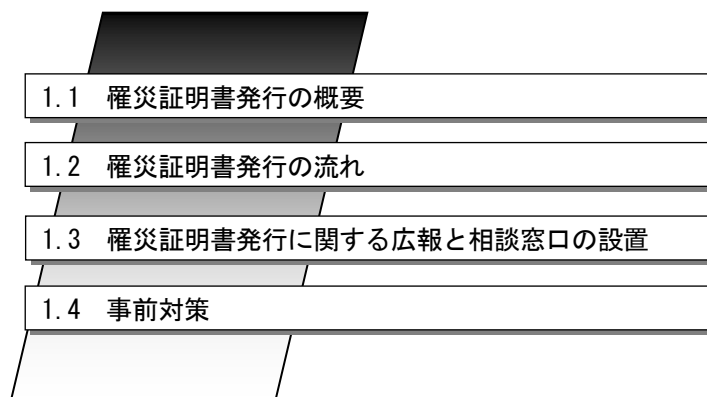 1.1 罹災証明書発行の概要
1.2 罹災証明書発行の流れ
1.3 罹災証明書発行に関する広報と相談窓口の設置
1.4 事前対策